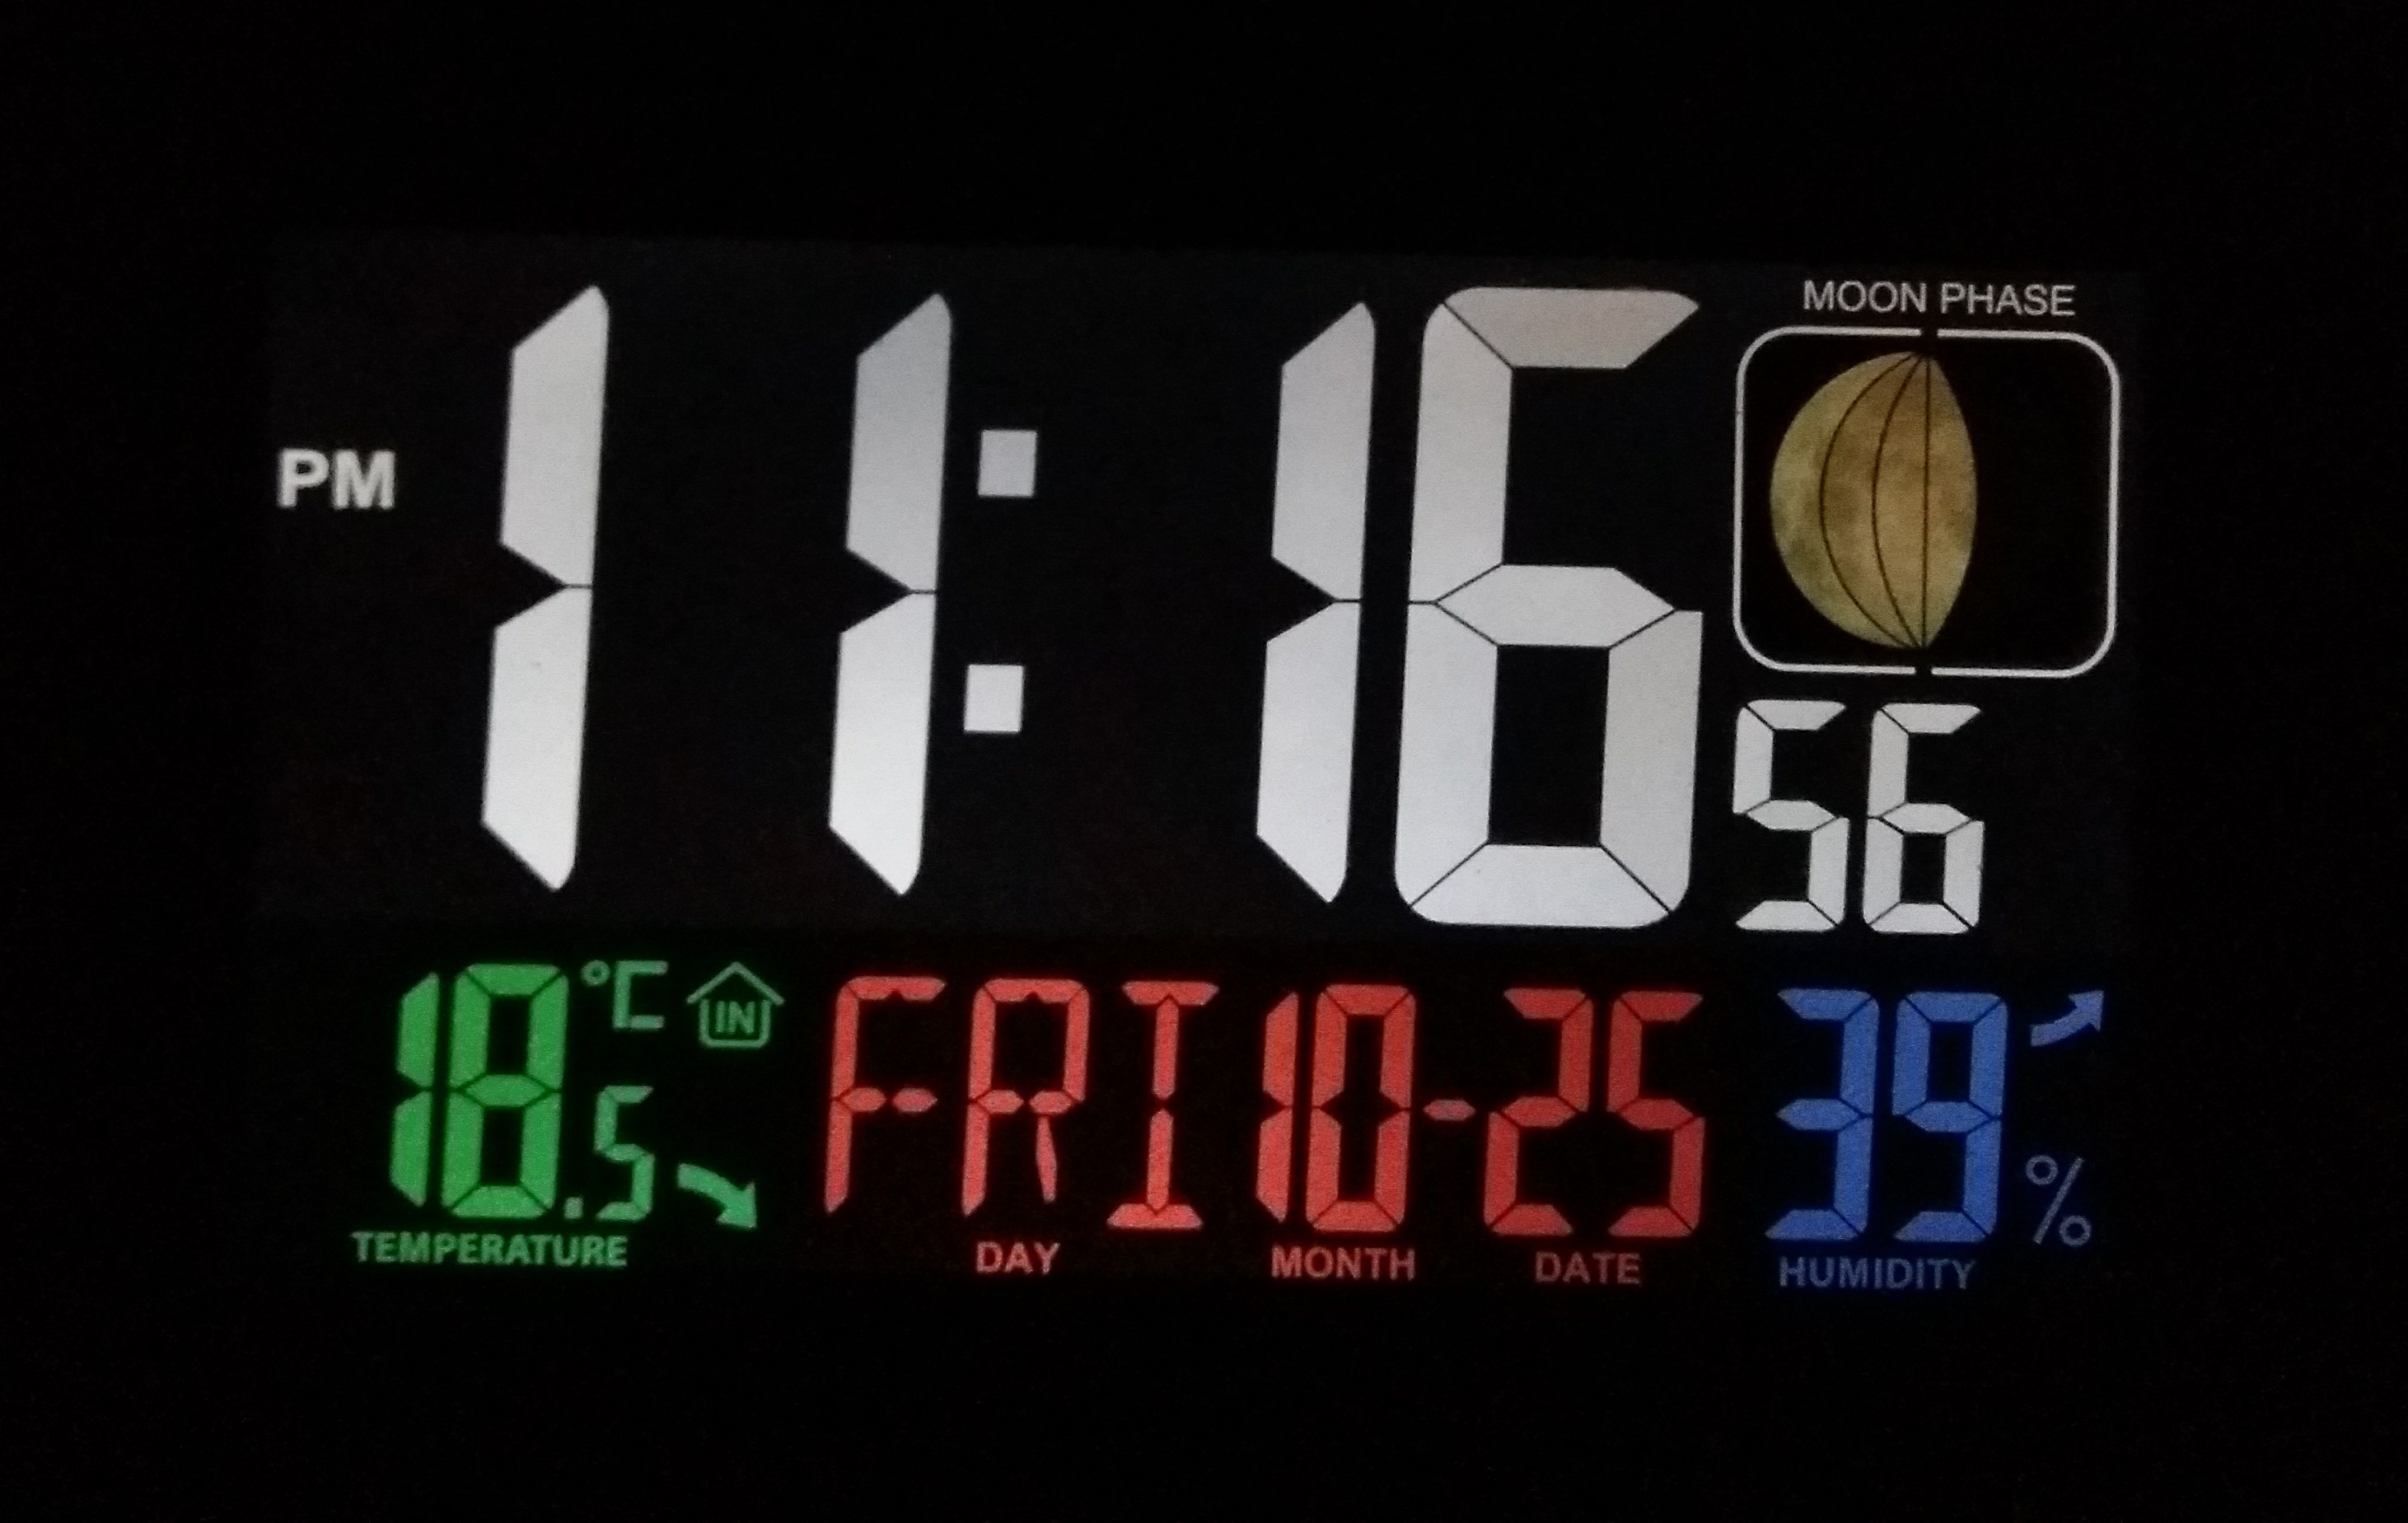 MOON PHASE
PM 11:16 56
18.5 °C IN FRI 10-25 39 %
TEMPERATURE DAY MONTH DATE HUMIDITY